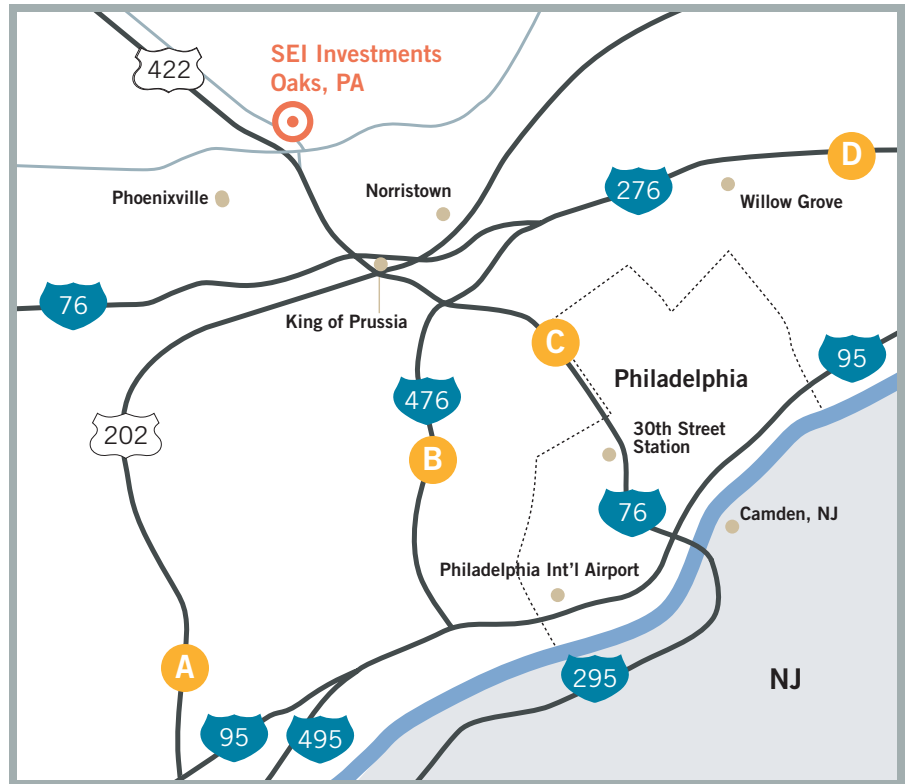 SEI Investments
Oaks, PA
422
D
276
Norristown
Phoenixville
Willow Grove
76
King of Prussia
C
95
Philadelphia
476
202
30th Street
Station
B
76
Camden, NJ
Philadelphia Int'l Airport
A
295
NJ
95
495